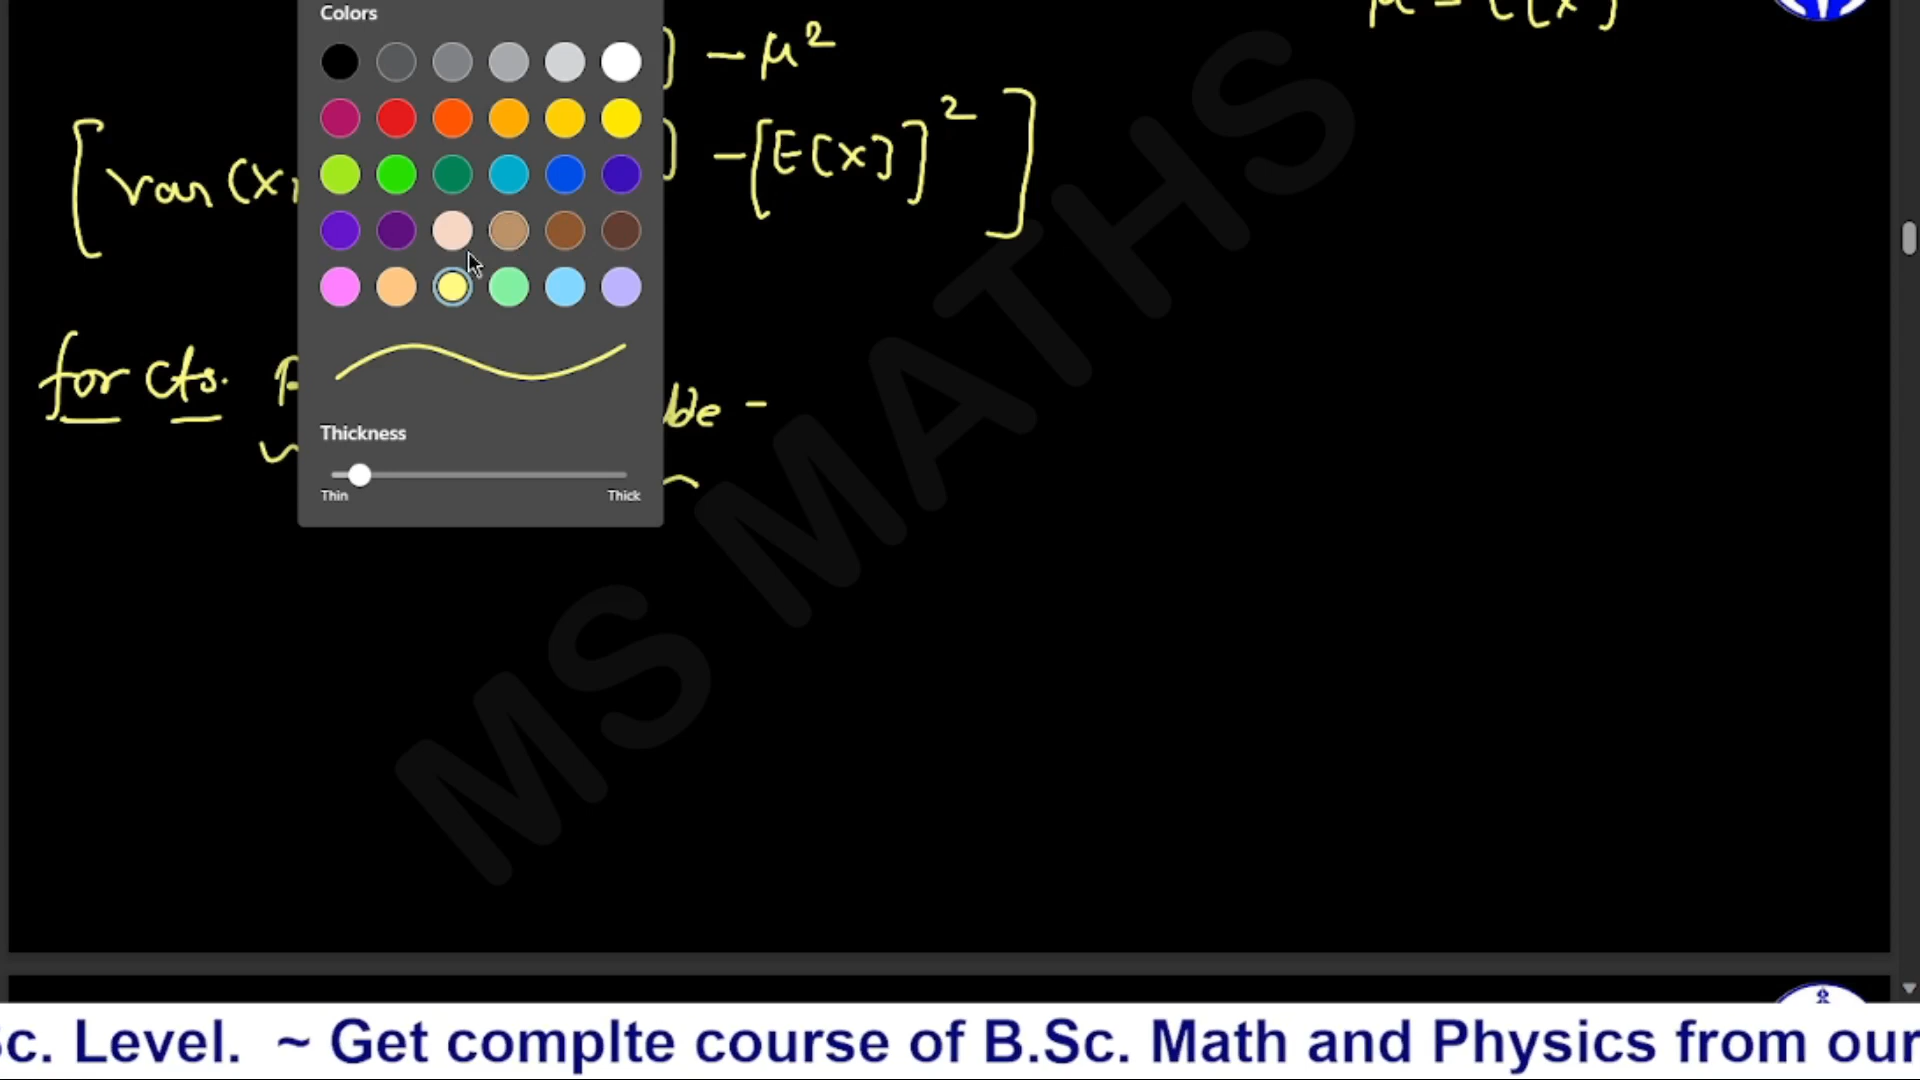 Colors
μ = E[x]
] - μ²
[ van (x) ] - [E[x]]² ]
for cts. ble -
Thickness
Thin Thick
MS MATHS
c. Level. ~ Get complte course of B.Sc. Math and Physics from our